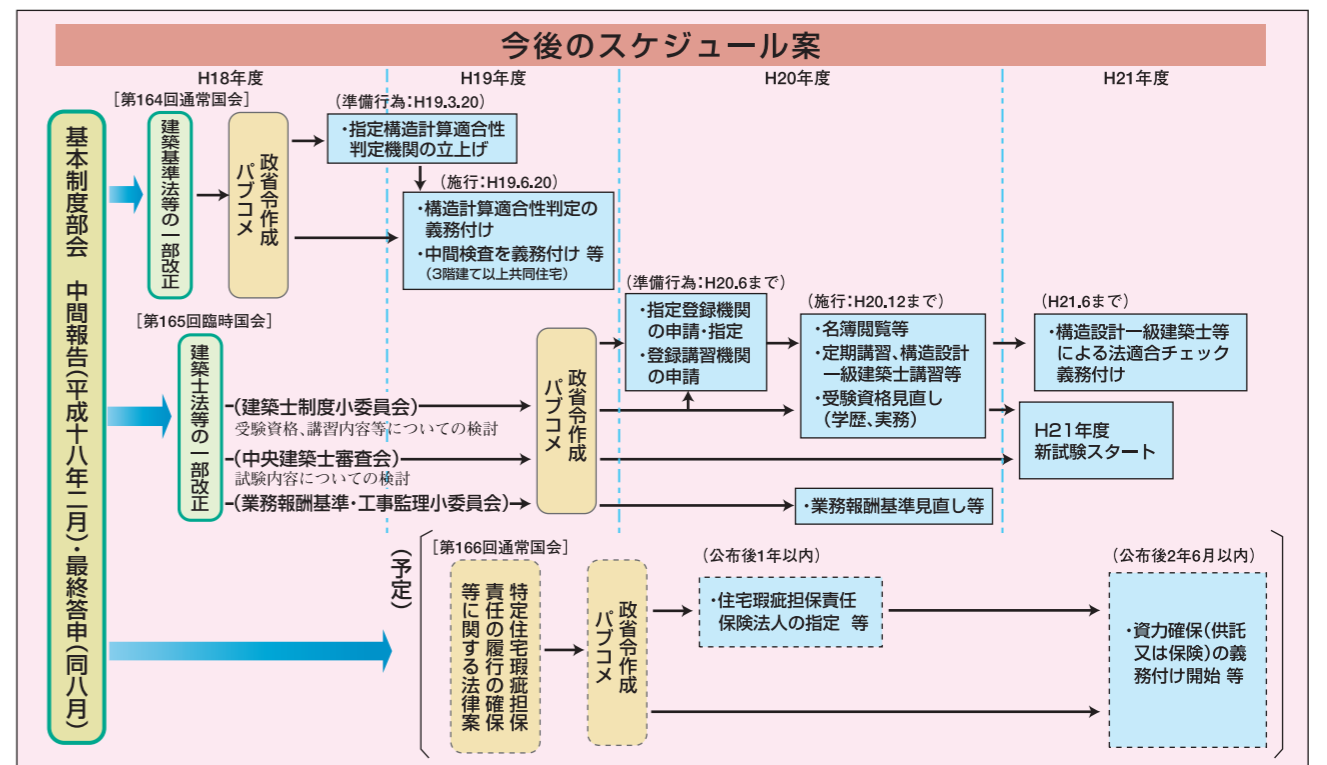 今後のスケジュール案
H18年度
H19年度
H20年度
H21年度
基本制度部会 中間報告(平成十八年二月)・最終答申(同八月)
[第164回通常国会]
建築基準法等の一部改正
政省令作成
パブコメ
(準備行為:H19.3.20)
・指定構造計算適合性
判定機関の立上げ
(施行:H19.6.20)
・構造計算適合性判定の
義務付け
・中間検査を義務付け 等
(3階建て以上共同住宅)
[第165回臨時国会]
建築士法等の一部改正
(建築士制度小委員会)
受験資格、講習内容等についての検討
(中央建築士審査会)
試験内容についての検討
(業務報酬基準・工事監理小委員会)
政省令作成
パブコメ
(準備行為:H20.6まで)
・指定登録機関
の申請・指定
・登録講習機関
の申請
(施行:H20.12まで)
・名簿閲覧等
・定期講習、構造設計
一級建築士講習等
・受験資格見直し
(学歴、実務)
(H21.6まで)
・構造設計一級建築士等
による法適合チェック
義務付け
H21年度
新試験スタート
・業務報酬基準見直し等
(予定)
[第166回通常国会]
特定住宅瑕疵担保
責任の履行の確保
等に関する法律案
政省令作成
パブコメ
(公布後1年以内)
・住宅瑕疵担保責任
保険法人の指定 等
(公布後2年6月以内)
・資力確保(供託
又は保険)の義
務付け開始 等